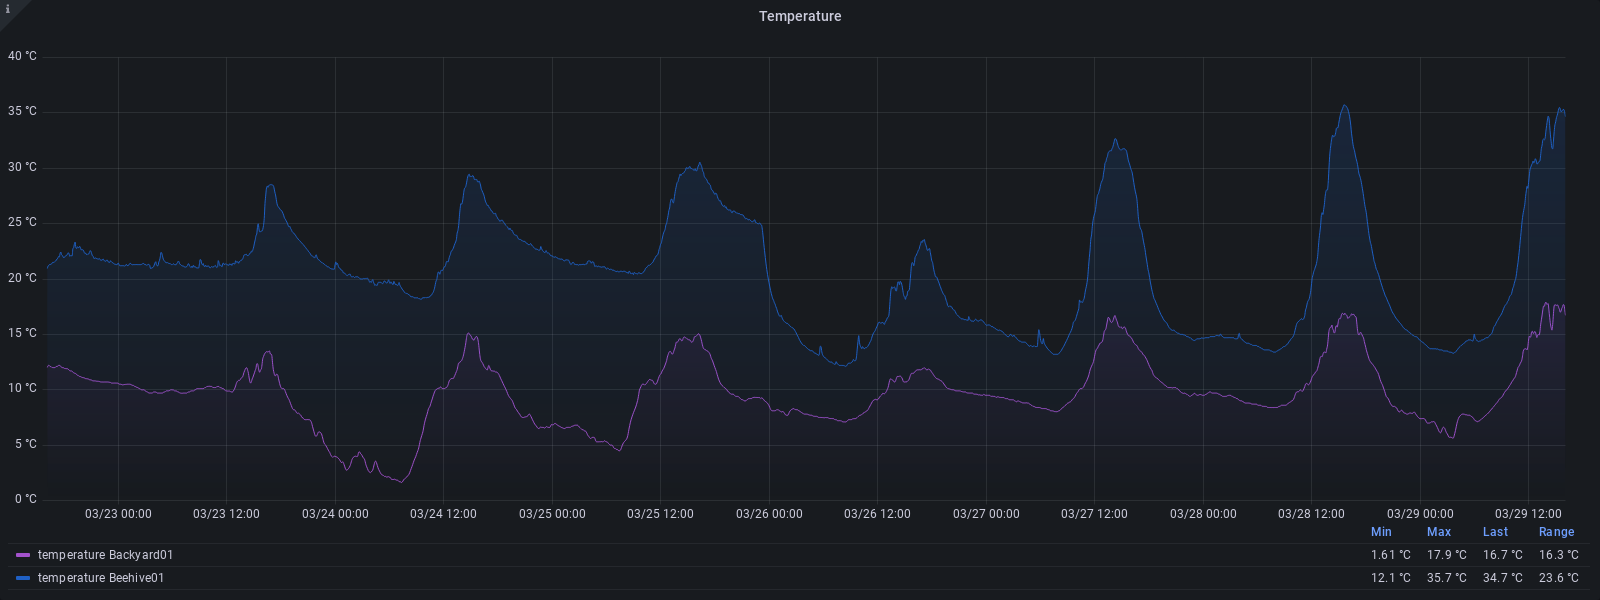 i
Temperature
40 °C
35 °C
30 °C
25 °C
20 °C
15 °C
10 °C
5 °C
0 °C
03/23 00:00 03/23 12:00 03/24 00:00 03/24 12:00 03/25 00:00 03/25 12:00 03/26 00:00 03/26 12:00 03/27 00:00 03/27 12:00 03/28 00:00 03/28 12:00 03/29 00:00 03/29 12:00
Min Max Last Range
temperature Backyard01 1.61 °C 17.9 °C 16.7 °C 16.3 °C
temperature Beehive01 12.1 °C 35.7 °C 34.7 °C 23.6 °C